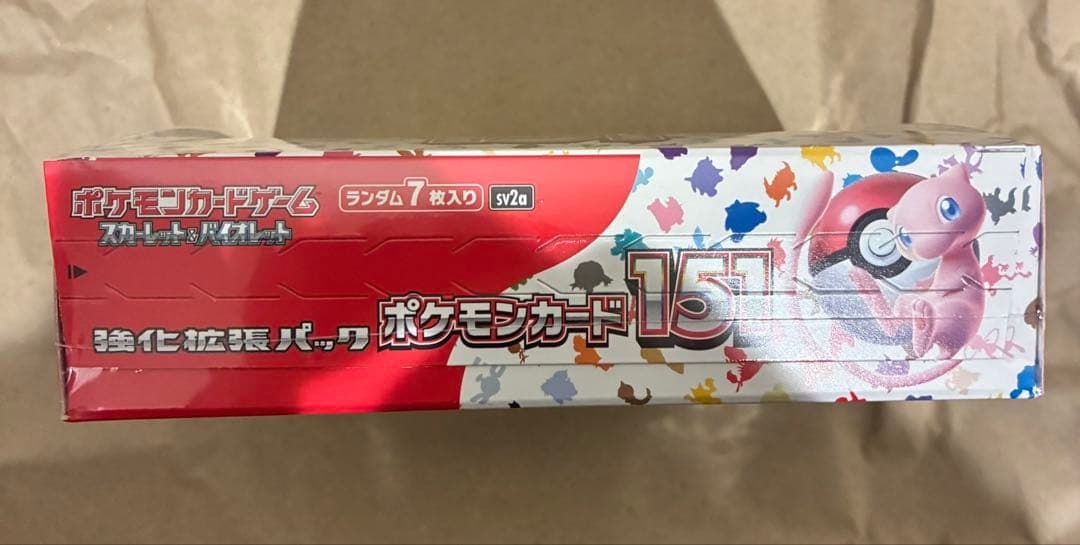 ポケモンカードゲーム
スカーレット&バイオレット
ランダム7枚入り
sv2a
強化拡張パック
ポケモンカード151